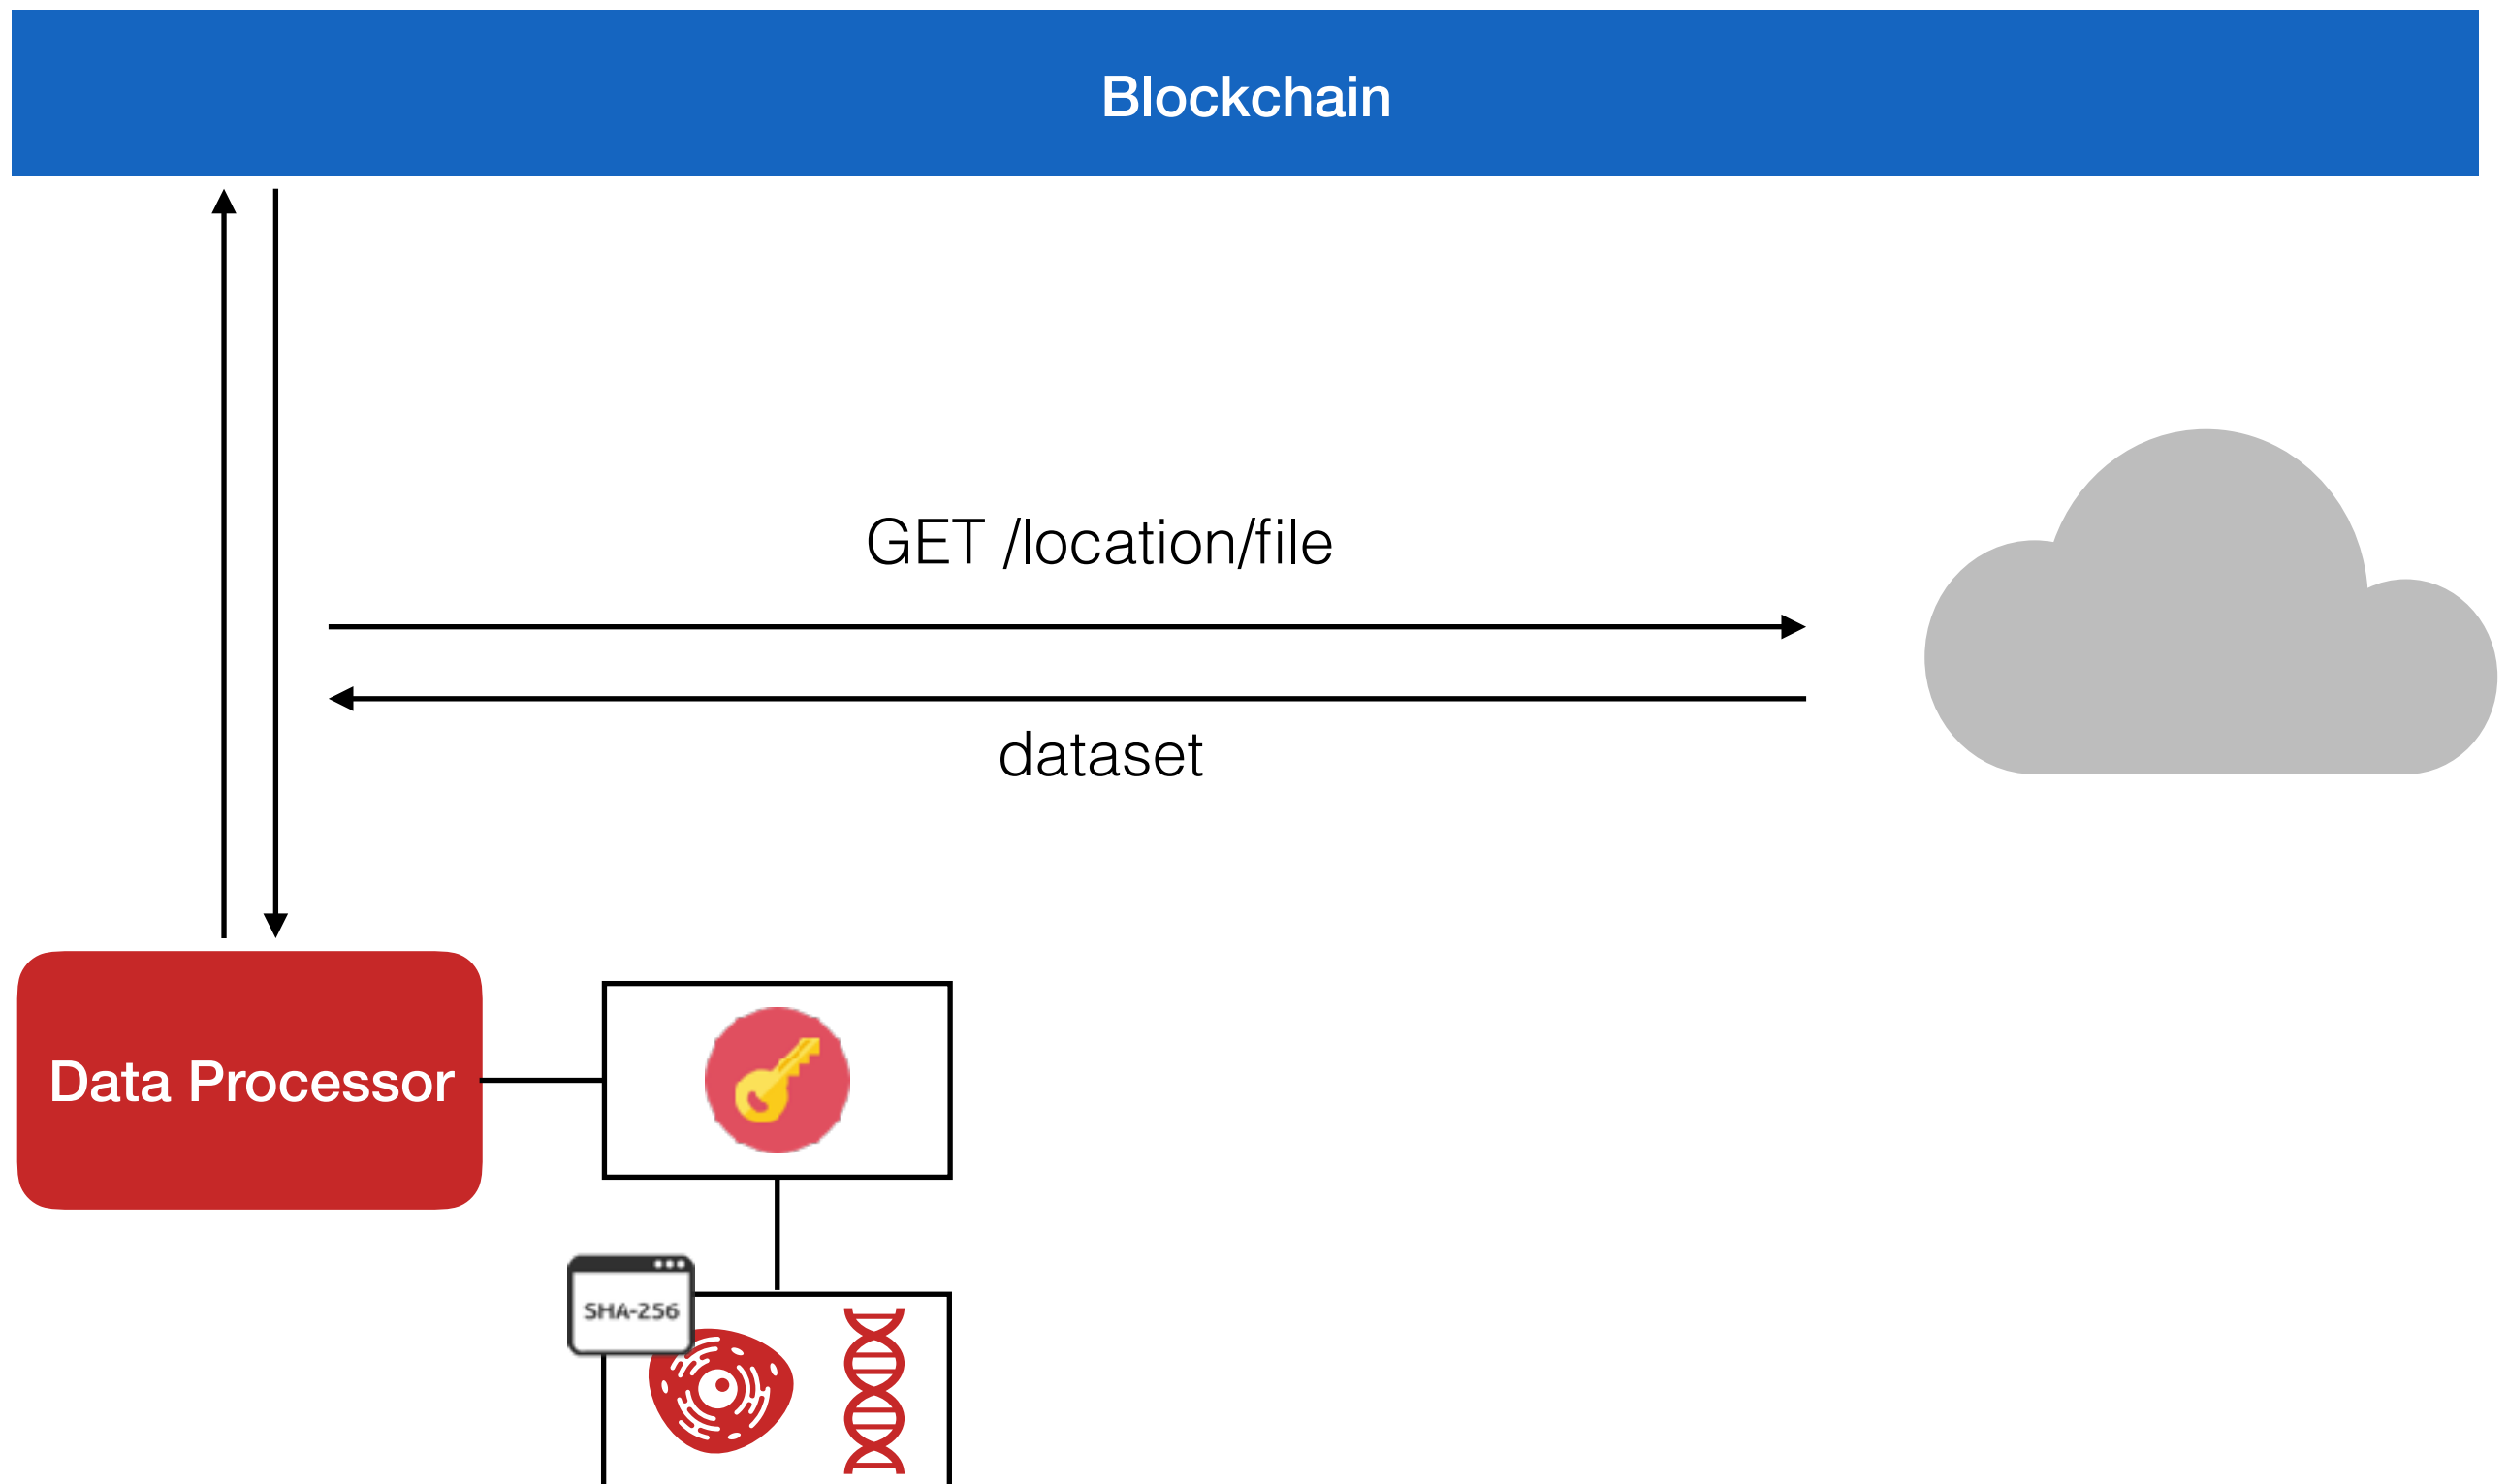 Blockchain
GET /location/file
dataset
Data Processor
SHA-256